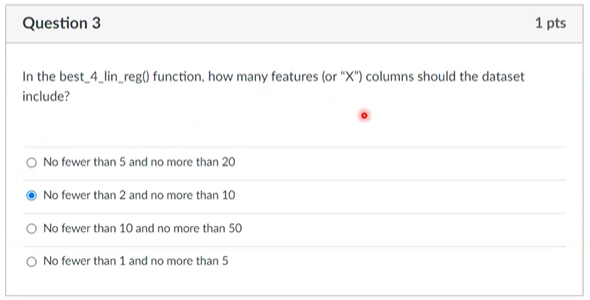 Question 3
1 pts
In the best_4_lin_reg() function, how many features (or "X") columns should the dataset
include?
No fewer than 5 and no more than 20
No fewer than 2 and no more than 10
No fewer than 10 and no more than 50
No fewer than 1 and no more than 5